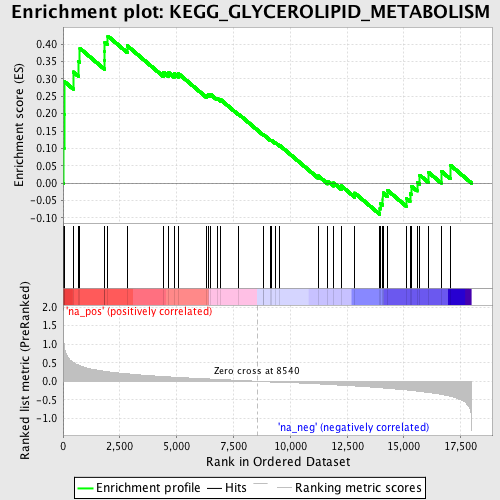 Enrichment plot: KEGG_GLYCEROLIPID_METABOLISM
Enrichment score (ES)
0.40
0.35
0.30
0.25
0.20
0.15
0.10
0.05
0.00
-0.05
-0.10
'na_pos' (positively correlated)
Ranked list metric (PreRanked)
2.0
1.5
1.0
0.5
0.0
-0.5
-1.0
Zero cross at 8540
'na_neg' (negatively correlated)
0 2,500 5,000 7,500 10,000 12,500 15,000 17,500
Rank in Ordered Dataset
Enrichment profile Hits Ranking metric scores